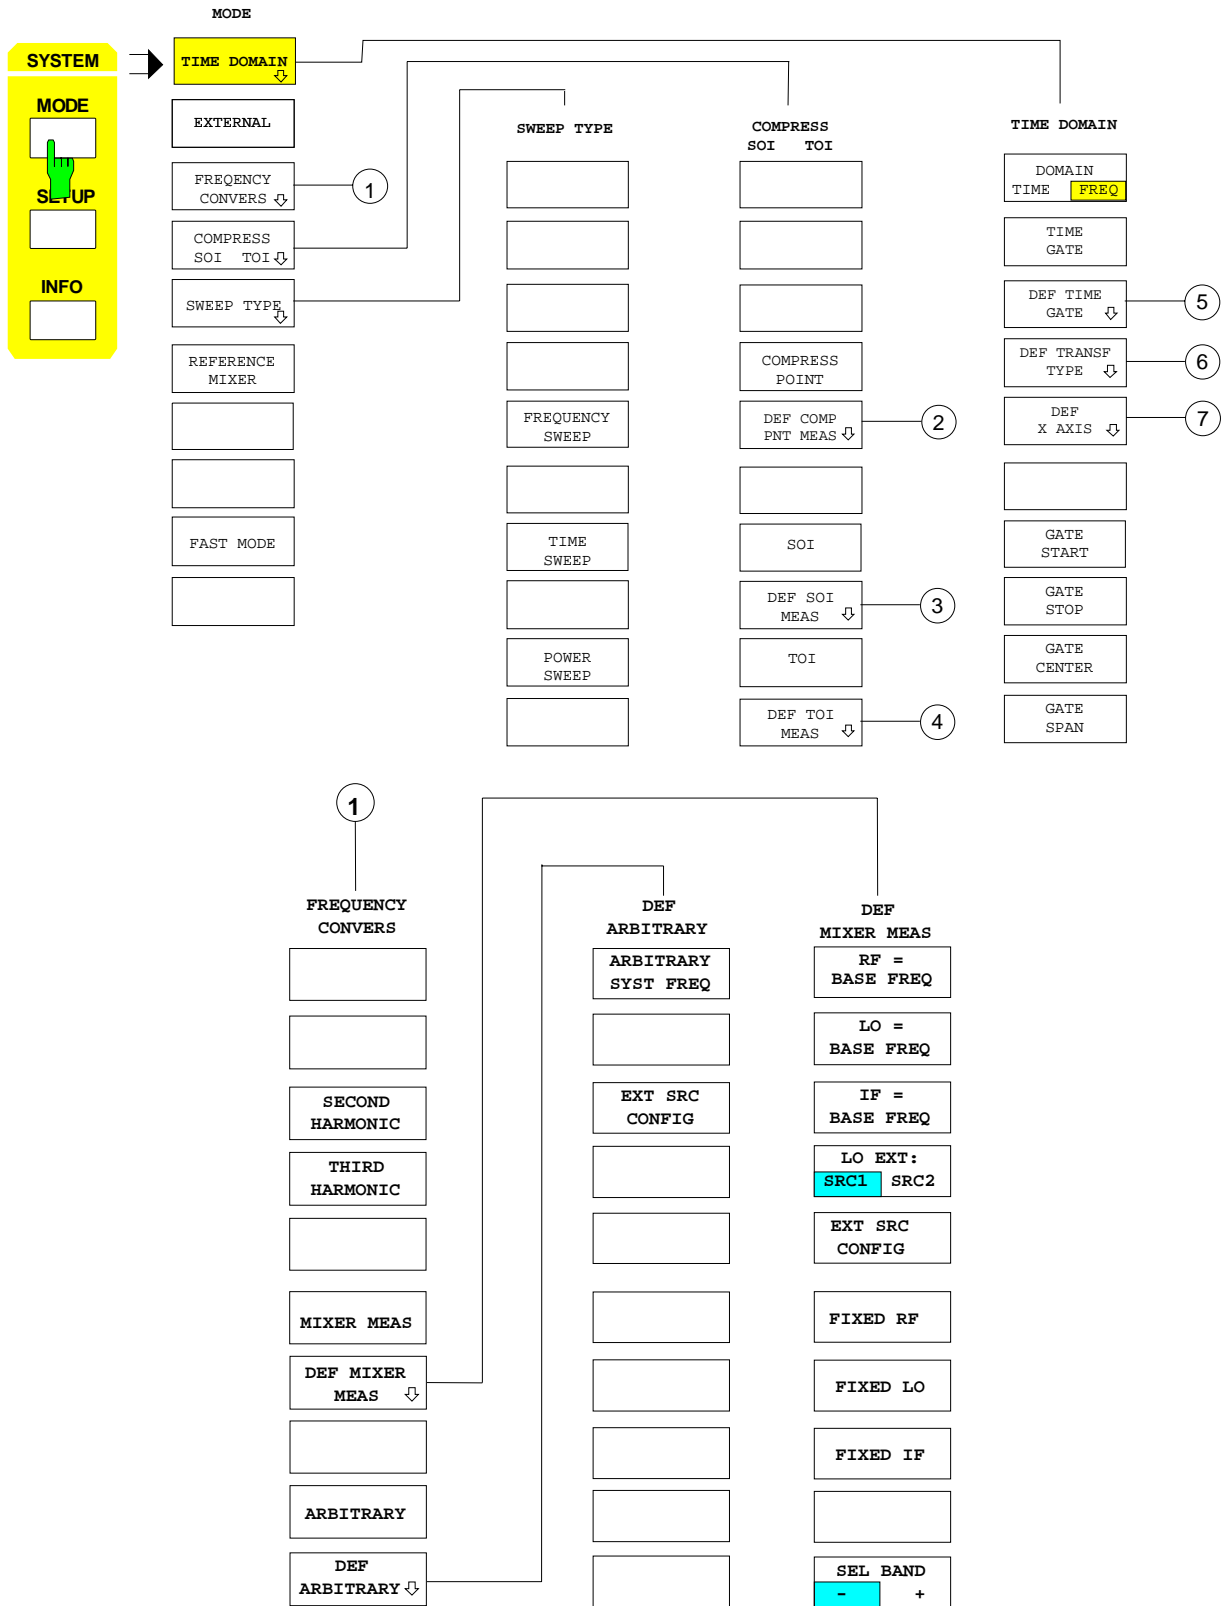 MODE
SYSTEM
MODE
SETUP
INFO
TIME DOMAIN
EXTERNAL
FREQENCY
CONVERS
1
COMPRESS
SOI TOI
SWEEP TYPE
REFERENCE
MIXER
FAST MODE
SWEEP TYPE
FREQUENCY
SWEEP
TIME
SWEEP
POWER
SWEEP
COMPRESS
SOI TOI
COMPRESS
POINT
DEF COMP
PNT MEAS
2
SOI
DEF SOI
MEAS
3
TOI
DEF TOI
MEAS
4
TIME DOMAIN
DOMAIN
TIME FREQ
TIME
GATE
DEF TIME
GATE
5
DEF TRANSF
TYPE
6
DEF
X AXIS
7
GATE
START
GATE
STOP
GATE
CENTER
GATE
SPAN
1
FREQUENCY
CONVERS
SECOND
HARMONIC
THIRD
HARMONIC
MIXER MEAS
DEF MIXER
MEAS
ARBITRARY
DEF
ARBITRARY
DEF
ARBITRARY
ARBITRARY
SYST FREQ
EXT SRC
CONFIG
DEF
MIXER MEAS
RF =
BASE FREQ
LO =
BASE FREQ
IF =
BASE FREQ
LO EXT:
SRC1 SRC2
EXT SRC
CONFIG
FIXED RF
FIXED LO
FIXED IF
SEL BAND
- +